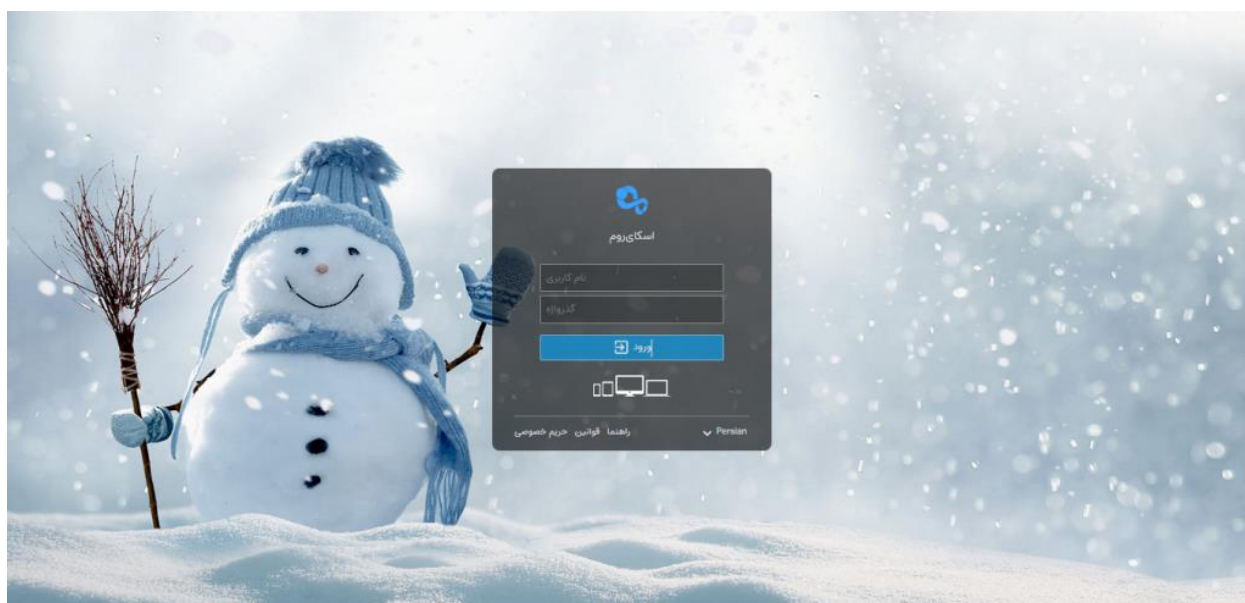 اسکای‌روم
نام کاربری
گذرواژه
ورود
راهنما قوانین حریم خصوصی
Persian